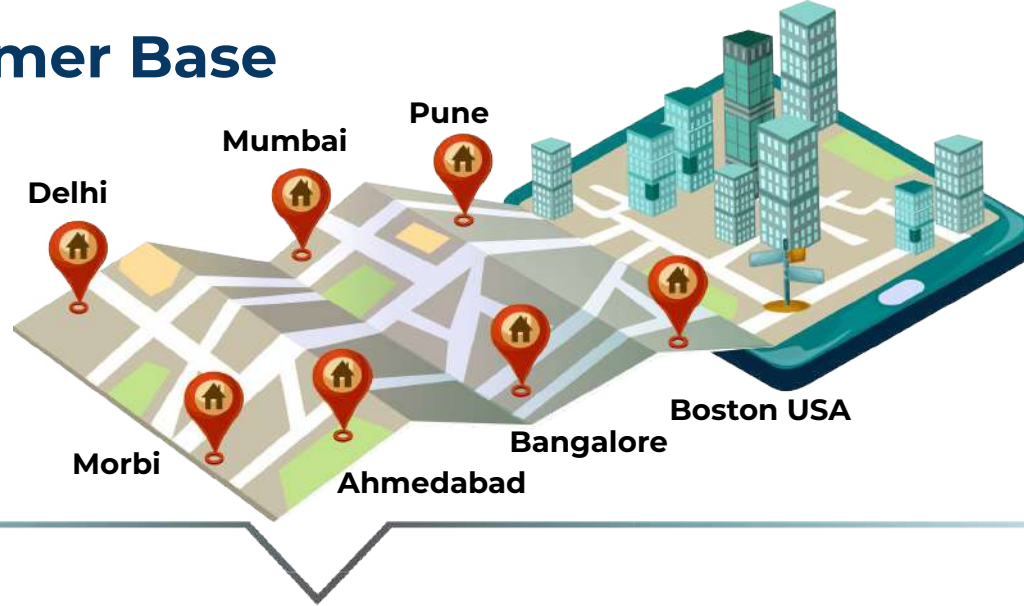 mer Base
Pune
Mumbai
Delhi
Boston USA
Bangalore
Morbi
Ahmedabad